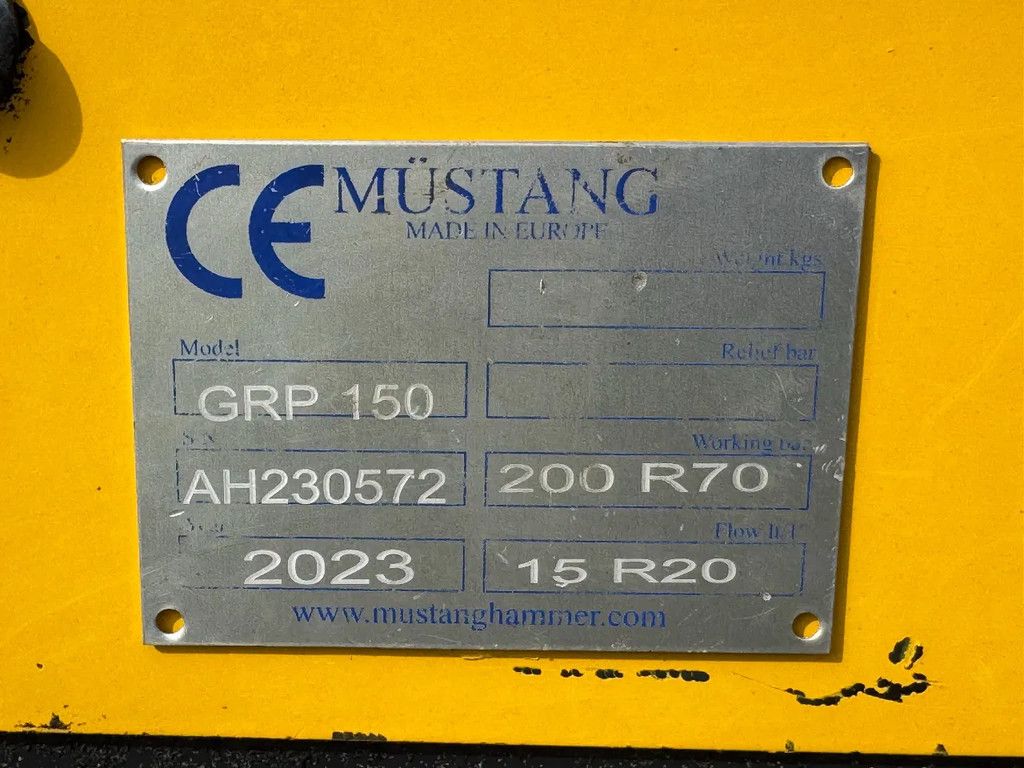 CE MÜSTANG
MADE IN EUROPE
Weight kgs
Model
Relief bar
GRP 150
Working bar
AH230572
200 R70
Year
2023
15 R20
Flow
www.mustanghammer.com